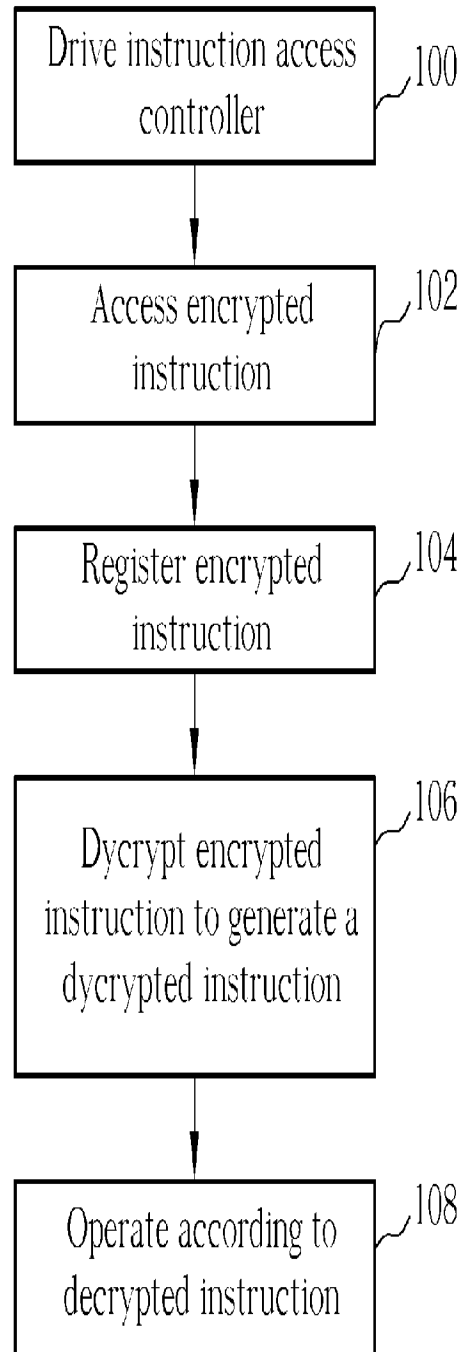 Drive instruction access
controller
100
Access encrypted
instruction
102
Register encrypted
instruction
104
Dycrypt encrypted
instruction to generate a
dycrypted instruction
106
Operate according to
decrypted instruction
108